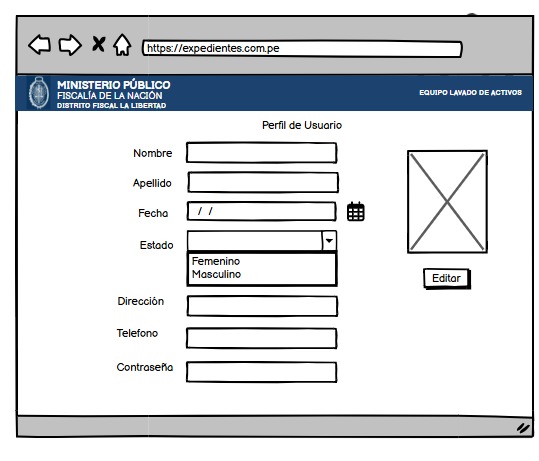 https://expedientes.com.pe
MINISTERIO PÚBLICO
FISCALÍA DE LA NACIÓN
DISTRITO FISCAL LA LIBERTAD
EQUIPO LAVADO DE ACTIVOS
Perfil de Usuario
Nombre
Apellido
Fecha / /
Estado
Femenino
Masculino
Editar
Dirección
Telefono
Contraseña